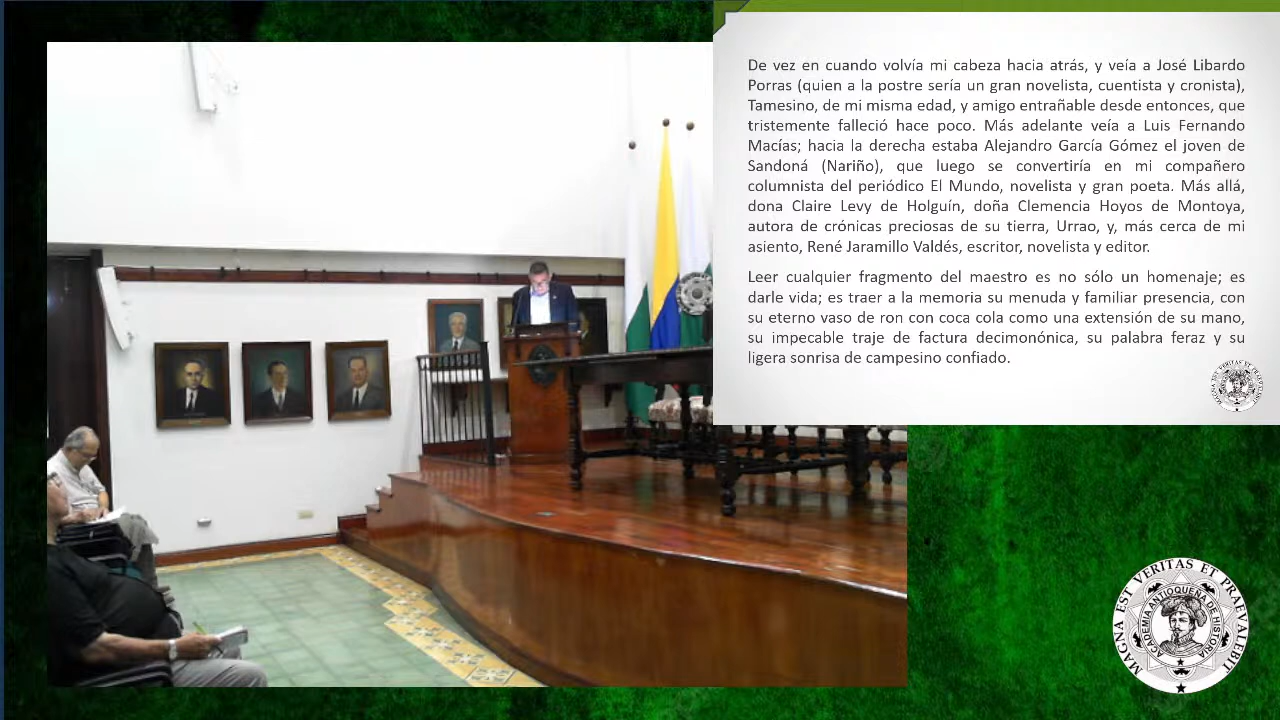 De vez en cuando volvía mi cabeza hacia atrás, y veía a José Libardo
Porras (quien a la postre sería un gran novelista, cuentista y cronista),
Tamesino, de mi misma edad, y amigo entrañable desde entonces, que
tristemente falleció hace poco. Más adelante veía a Luis Fernando
Macías; hacia la derecha estaba Alejandro García Gómez el joven de
Sandoná (Nariño), que luego se convertiría en mi compañero
columnista del periódico El Mundo, novelista y gran poeta. Más allá,
dona Claire Levy de Holguín, doña Clemencia Hoyos de Montoya,
autora de crónicas preciosas de su tierra, Urrao, y, más cerca de mi
asiento, René Jaramillo Valdés, escritor, novelista y editor.
Leer cualquier fragmento del maestro es no sólo un homenaje; es
darle vida; es traer a la memoria su menuda y familiar presencia, con
su eterno vaso de ron con coca cola como una extensión de su mano,
su impecable traje de factura decimonónica, su palabra feraz y su
ligera sonrisa de campesino confiado.
MAGNA EST VERITAS ET PRAEVALEBIT
ACADEMIA ANTIOQUEÑA DE HISTORIA